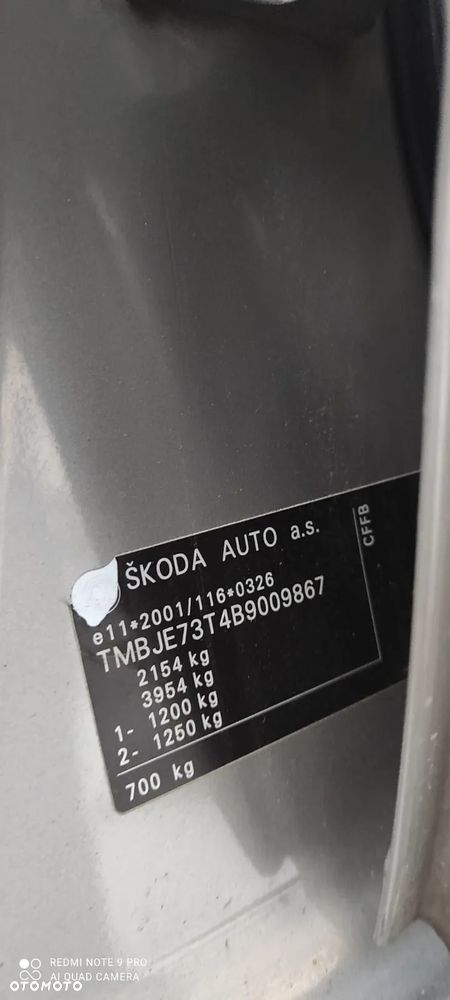 ŠKODA AUTO a.s.
CFFB
e11*2001/116*0326
TMBJE73T4B9009867
2154 kg
3954 kg
1- 1200 kg
2- 1250 kg
700 kg
REDMI NOTE 9 PRO
AI QUAD CAMERA
OTOMOTO